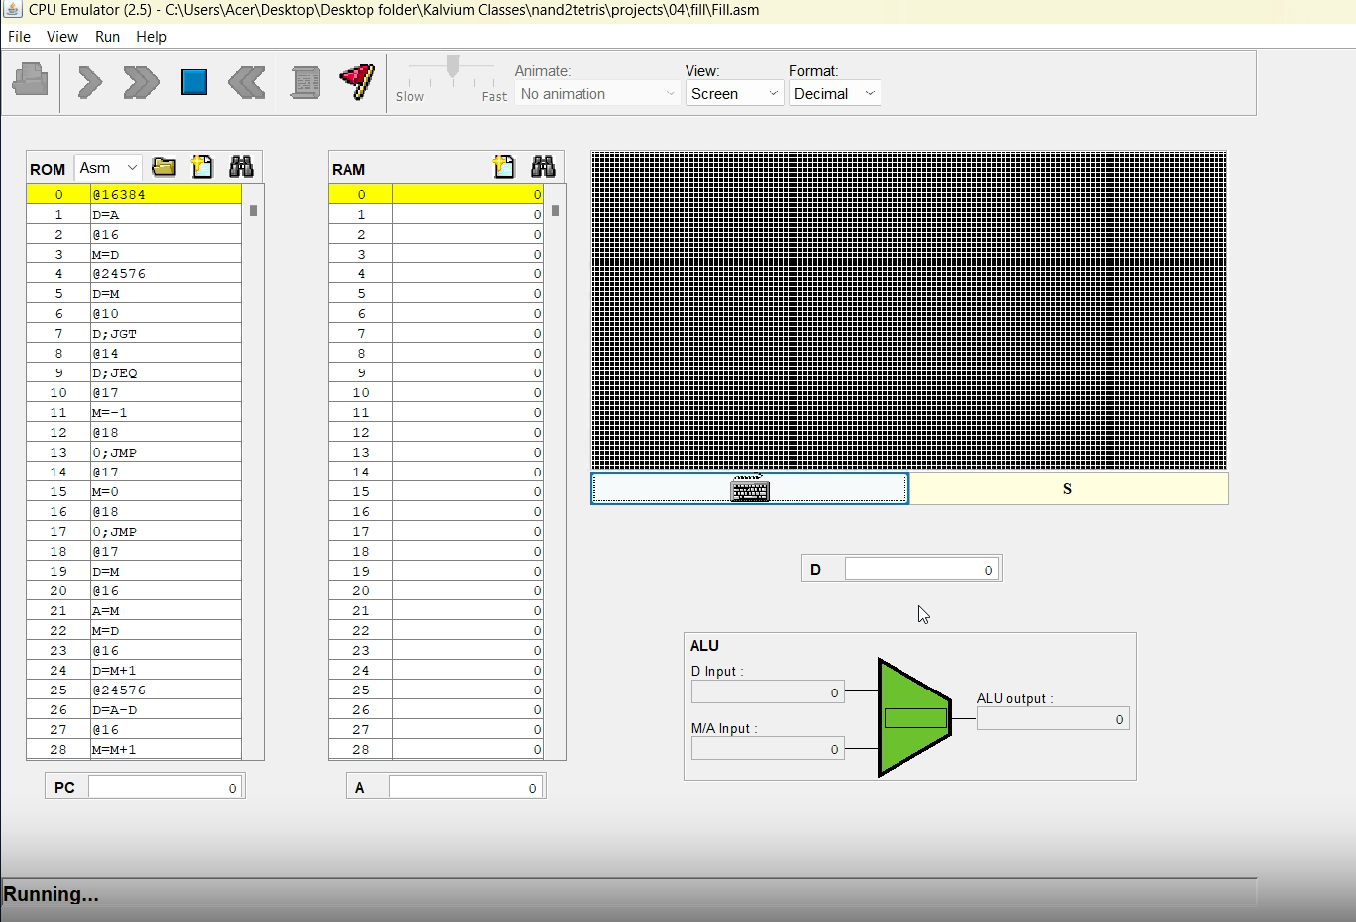 CPU Emulator (2.5) - C:\Users\Acer\Desktop\Desktop folder\Kalvium Classes\nand2tetris\projects\04\fill\Fill.asm
File View Run Help
Slow Fast
Animate:
No animation
View:
Screen
Format:
Decimal
ROM Asm
0 @16384
1 D=A
2 @16
3 M=D
4 @24576
5 D=M
6 @10
7 D;JGT
8 @14
9 D;JEQ
10 @17
11 M=-1
12 @18
13 0;JMP
14 @17
15 M=0
16 @18
17 0;JMP
18 @17
19 D=M
20 @16
21 A=M
22 M=D
23 @16
24 D=M+1
25 @24576
26 D=A-D
27 @16
28 M=M+1
PC 0
RAM
0 0
1 0
2 0
3 0
4 0
5 0
6 0
7 0
8 0
9 0
10 0
11 0
12 0
13 0
14 0
15 0
16 0
17 0
18 0
19 0
20 0
21 0
22 0
23 0
24 0
25 0
26 0
27 0
28 0
A 0
S
D 0
ALU
D Input :
0
M/A Input :
0
ALU output :
0
Running...